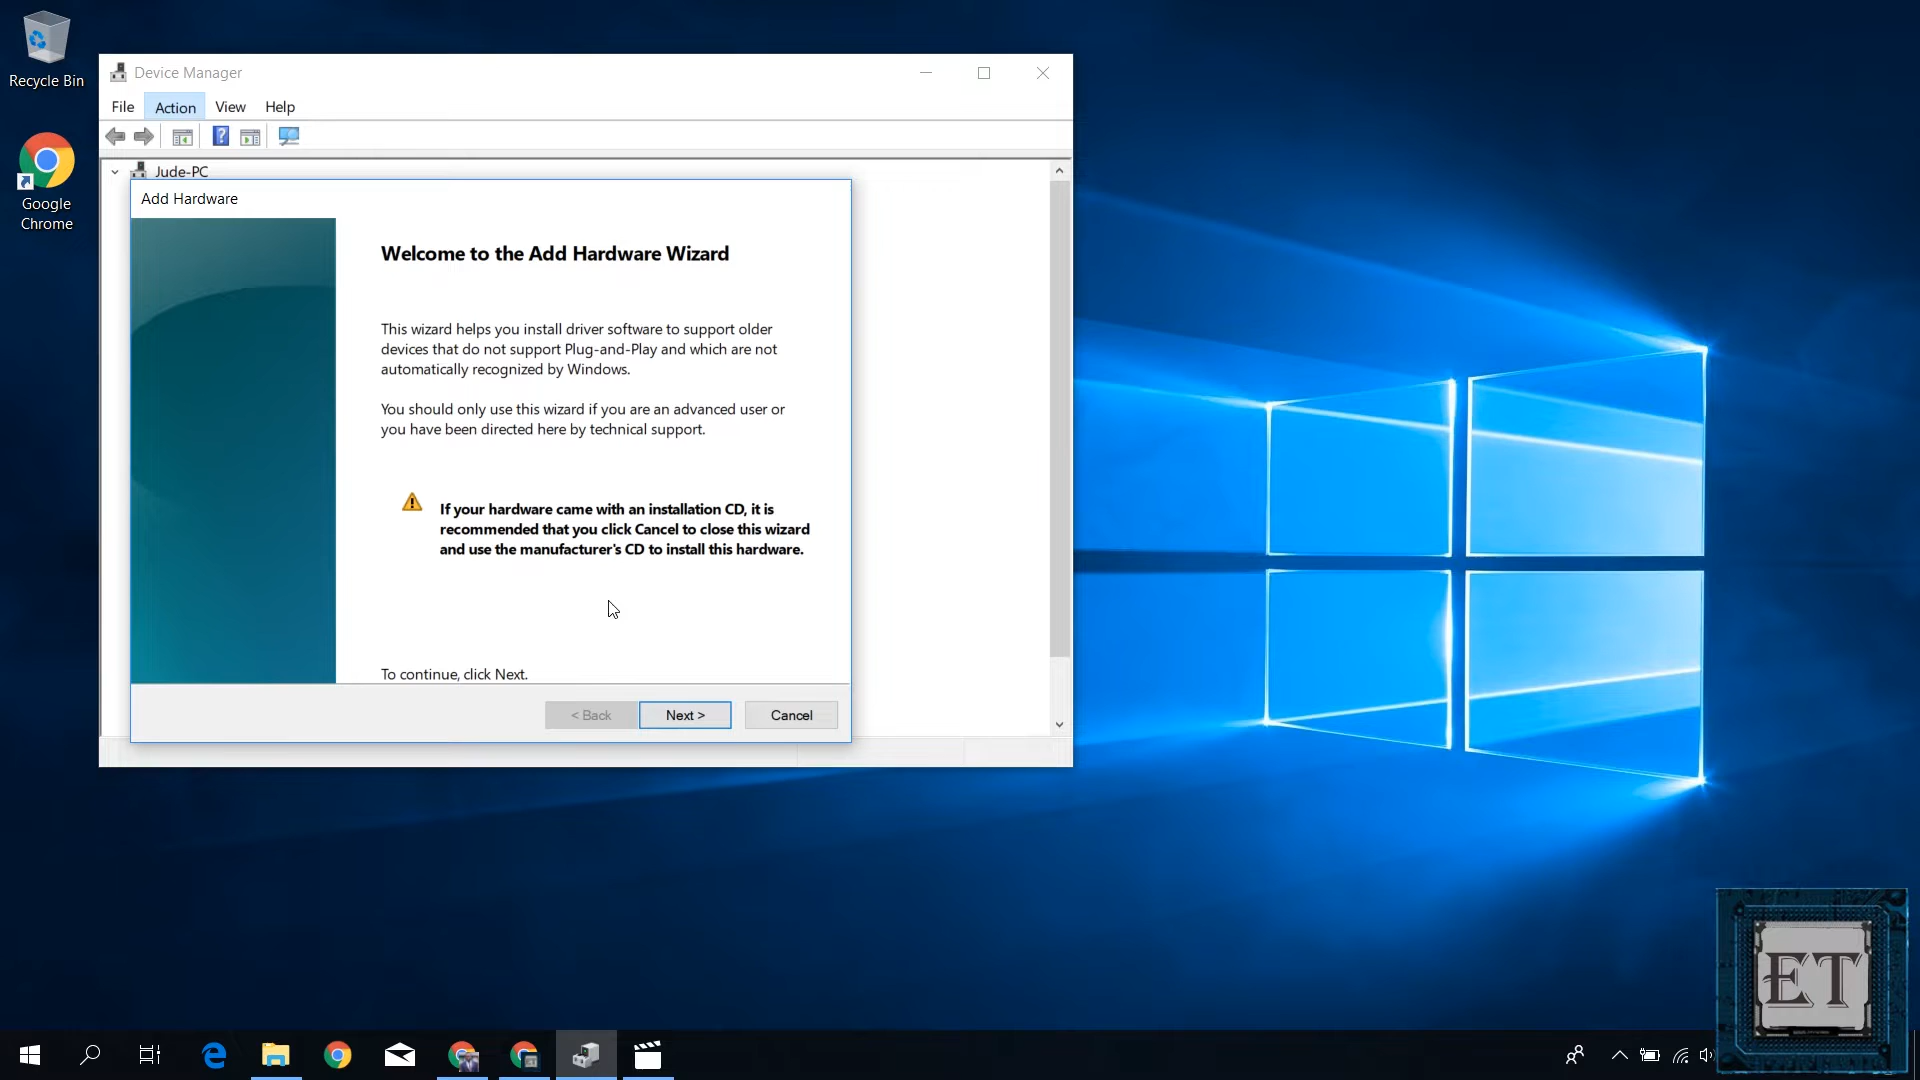 Recycle Bin
Google
Chrome
Device Manager
File Action View Help
Jude-PC
Add Hardware
Welcome to the Add Hardware Wizard
This wizard helps you install driver software to support older
devices that do not support Plug-and-Play and which are not
automatically recognized by Windows.
You should only use this wizard if you are an advanced user or
you have been directed here by technical support.
If your hardware came with an installation CD, it is
recommended that you click Cancel to close this wizard
and use the manufacturer's CD to install this hardware.
To continue, click Next.
< Back Next > Cancel
ET